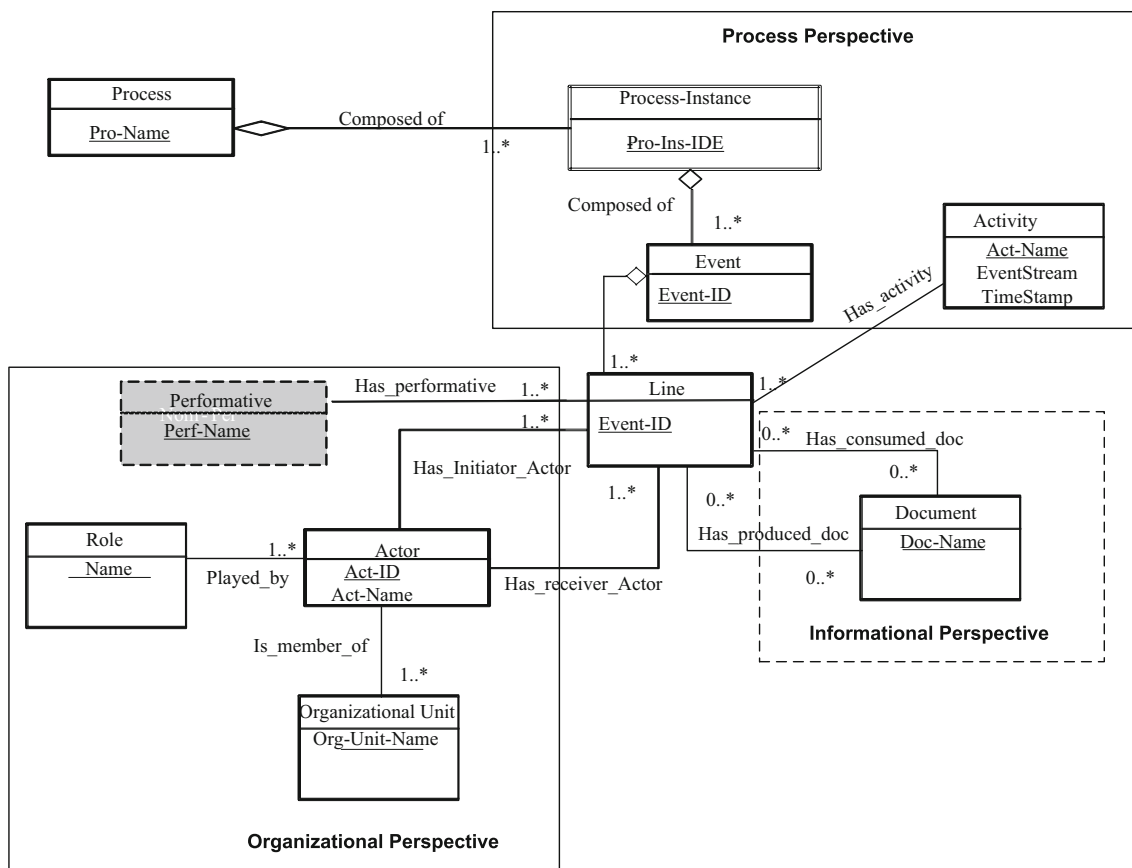 Process Perspective
Process
Pro-Name
Composed of
1..*
Process-Instance
Pro-Ins-IDE
Composed of
1..*
Event
Event-ID
Activity
Act-Name
EventStream
TimeStamp
Has_activity
1..*
1..*
Line
Event-ID
Performative
Perf-Name
Has_performative
1..*
1..*
Has_Initiator_Actor
0..*
Has_consumed_doc
0..*
1..*
0..*
Has_produced_doc
0..*
Document
Doc-Name
Informational Perspective
Role
Name
1..*
Played_by
Actor
Act-ID
Act-Name
Has_receiver_Actor
Is_member_of
1..*
Organizational Unit
Org-Unit-Name
Organizational Perspective